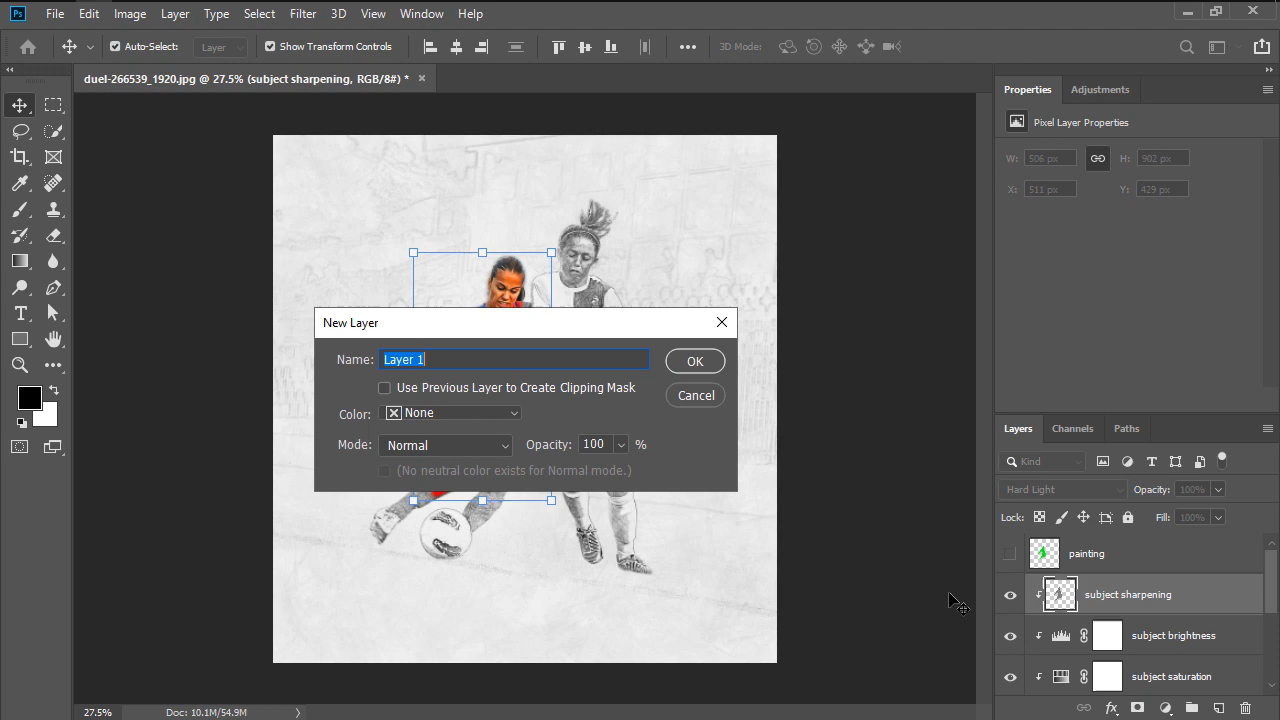 Ps File Edit Image Layer Type Select Filter 3D View Window Help
Auto-Select: Layer Show Transform Controls 3D Mode:
duel-266539_1920.jpg @ 27.5% (subject sharpening, RGB/8#) *
Properties Adjustments
Pixel Layer Properties
W: 506 px H: 902 px
X: 511 px Y: 429 px
New Layer
Name: Layer 1
OK
Use Previous Layer to Create Clipping Mask
Cancel
Color: None
Mode: Normal Opacity: 100 %
(No neutral color exists for Normal mode.)
Layers Channels Paths
Kind
Hard Light Opacity: 100%
Lock: Fill: 100%
painting
subject sharpening
subject brightness
subject saturation
27.5% Doc: 10.1M/54.9M